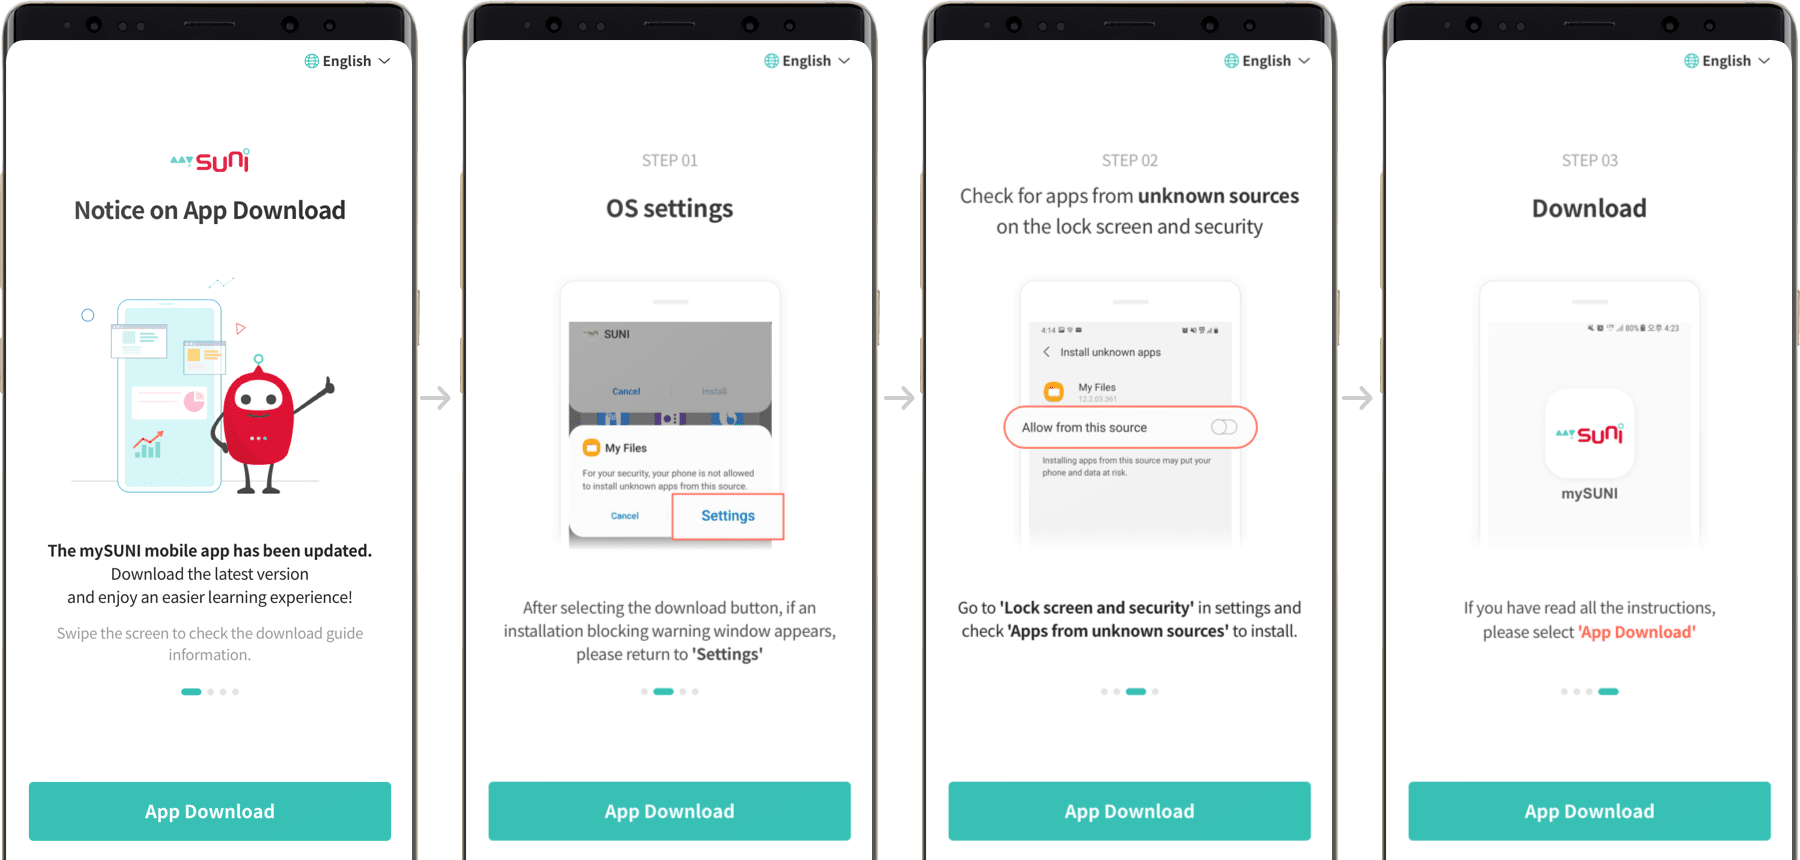 English
mySUNI
Notice on App Download
The mySUNI mobile app has been updated.
Download the latest version
and enjoy an easier learning experience!
Swipe the screen to check the download guide
information.
App Download
English
STEP 01
OS settings
SUNI
Cancel
Install
My Files
For your security, your phone is not allowed
to install unknown apps from this source.
Cancel
Settings
After selecting the download button, if an
installation blocking warning window appears,
please return to 'Settings'
App Download
English
STEP 02
Check for apps from unknown sources
on the lock screen and security
4:14
Install unknown apps
My Files
12.2.03.361
Allow from this source
Installing apps from this source may put your
phone and data at risk.
Go to 'Lock screen and security' in settings and
check 'Apps from unknown sources' to install.
App Download
English
STEP 03
Download
80% 오후 4:23
mySUNI
mySUNI
If you have read all the instructions,
please select 'App Download'
App Download